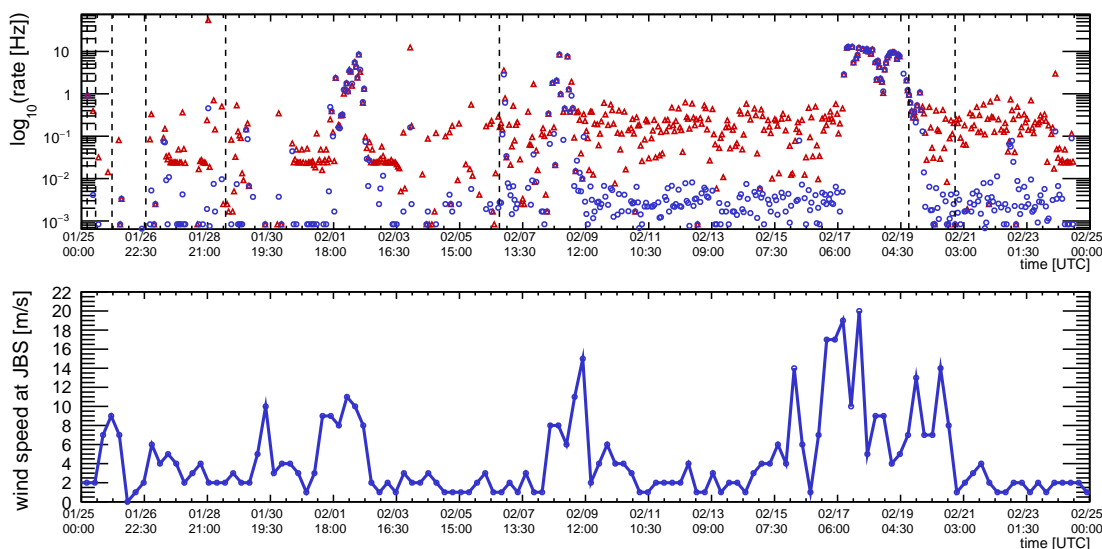 log10(rate [Hz])
10
1
10−1
10−2
10−3
01/25 01/26 01/28 01/30 02/01 02/03 02/05 02/07 02/09 02/10 02/11 02/13 02/15 02/17 02/19 02/21 02/23 02/25
00:00 22:30 21:00 19:30 18:00 16:30 15:00 13:30 12:00 10:30 09:00 07:30 06:00 04:30 03:00 01:30 00:00
time [UTC]
wind speed at JBS [m/s]
22
20
18
16
14
12
10
8
6
4
2
0
01/25 01/26 01/28 01/30 02/01 02/03 02/05 02/07 02/09 02/11 02/13 02/15 02/17 02/19 02/21 02/23 02/25
00:00 22:30 21:00 19:30 18:00 16:30 15:00 13:30 12:00 10:30 09:00 07:30 06:00 04:30 03:00 01:30 00:00
time [UTC]